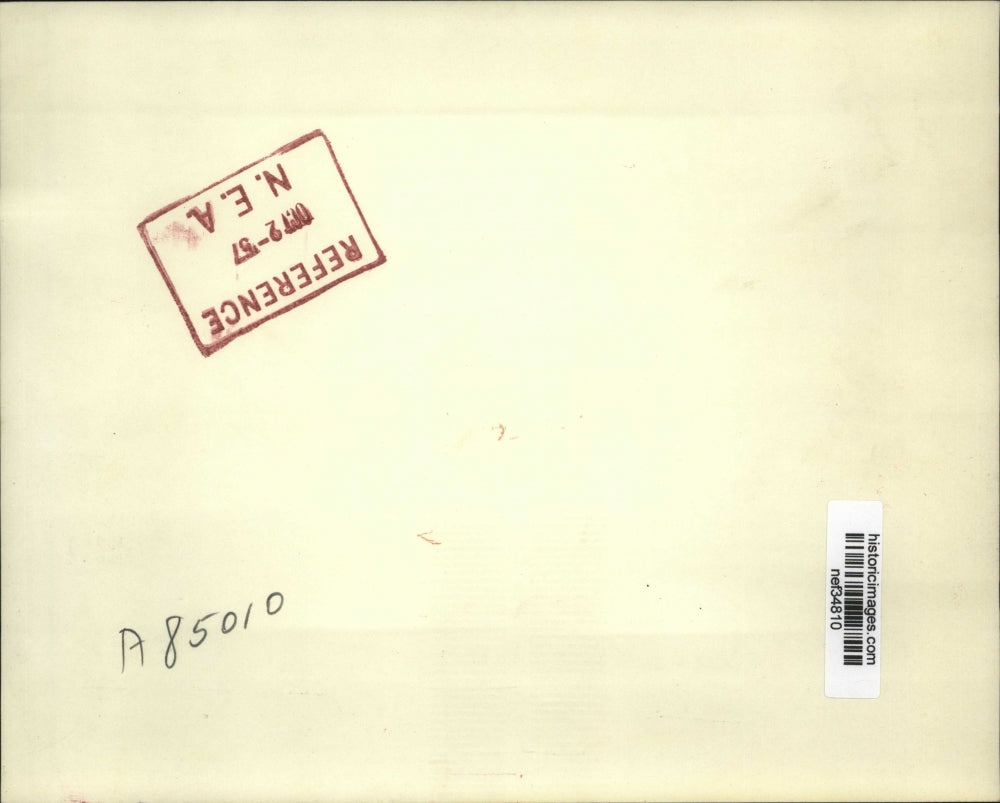 REFERENCE
OCT 2-'57
N. E. A.
A85010
historicimages.com
nef34810